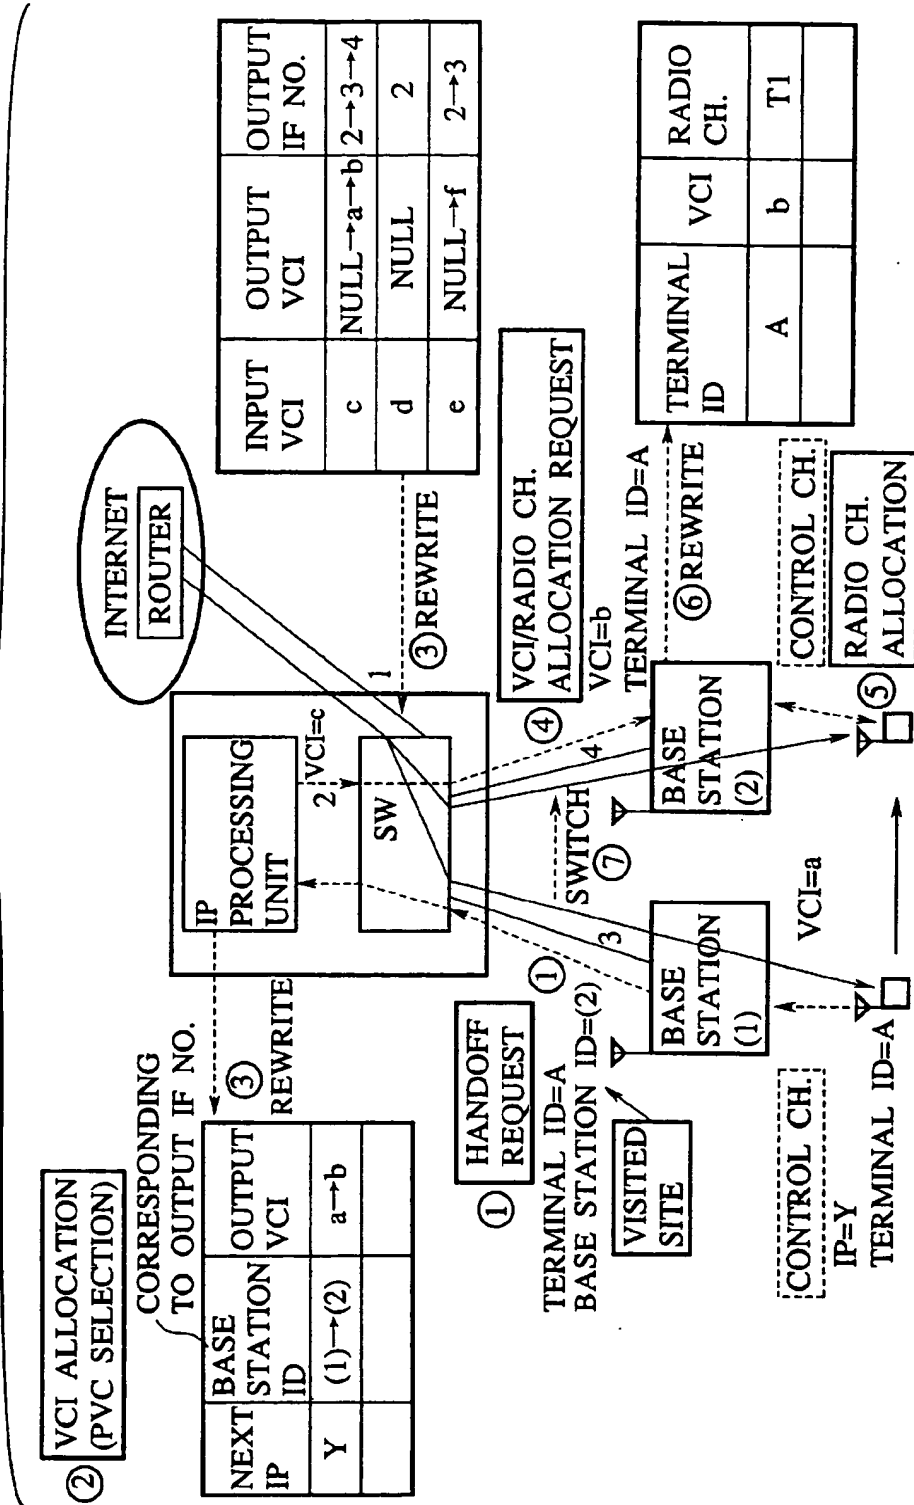 ② VCI ALLOCATION
(PVC SELECTION)
CORRESPONDING
TO OUTPUT IF NO.
NEXT
IP
BASE
STATION
ID
OUTPUT
VCI
Y
(1)→(2)
a→b
③
REWRITE
INTERNET
ROUTER
IP
PROCESSING
UNIT
2
VCI=c
SW
1
③ REWRITE
INPUT
VCI
OUTPUT
VCI
OUTPUT
IF NO.
c
NULL→a→b
2→3→4
d
NULL
2
e
NULL→f
2→3
① HANDOFF
REQUEST
TERMINAL ID=A
BASE STATION ID=(2)
VISITED
SITE
①
3
SWITCH
⑦
4
④ VCI/RADIO CH.
ALLOCATION REQUEST
VCI=b
TERMINAL ID=A
BASE
STATION
(1)
BASE
STATION
(2)
⑥ REWRITE
TERMINAL
ID
VCI
RADIO
CH.
A
b
T1
CONTROL CH.
IP=Y
TERMINAL ID=A
VCI=a
CONTROL CH.
⑤ RADIO CH.
ALLOCATION